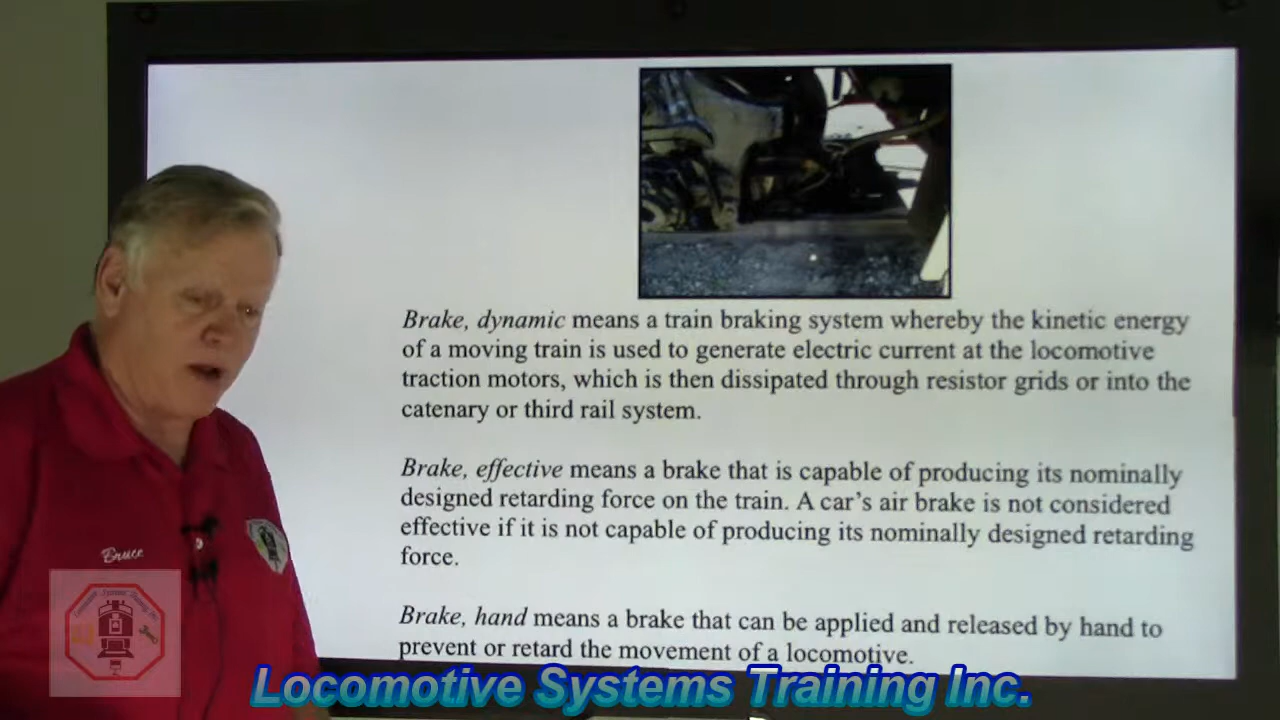 Brake, dynamic means a train braking system whereby the kinetic energy
of a moving train is used to generate electric current at the locomotive
traction motors, which is then dissipated through resistor grids or into the
catenary or third rail system.
Brake, effective means a brake that is capable of producing its nominally
designed retarding force on the train. A car’s air brake is not considered
effective if it is not capable of producing its nominally designed retarding
force.
Brake, hand means a brake that can be applied and released by hand to
prevent or retard the movement of a locomotive.
Bruce
Locomotive Systems Training Inc.
Locomotive Systems Training Inc.